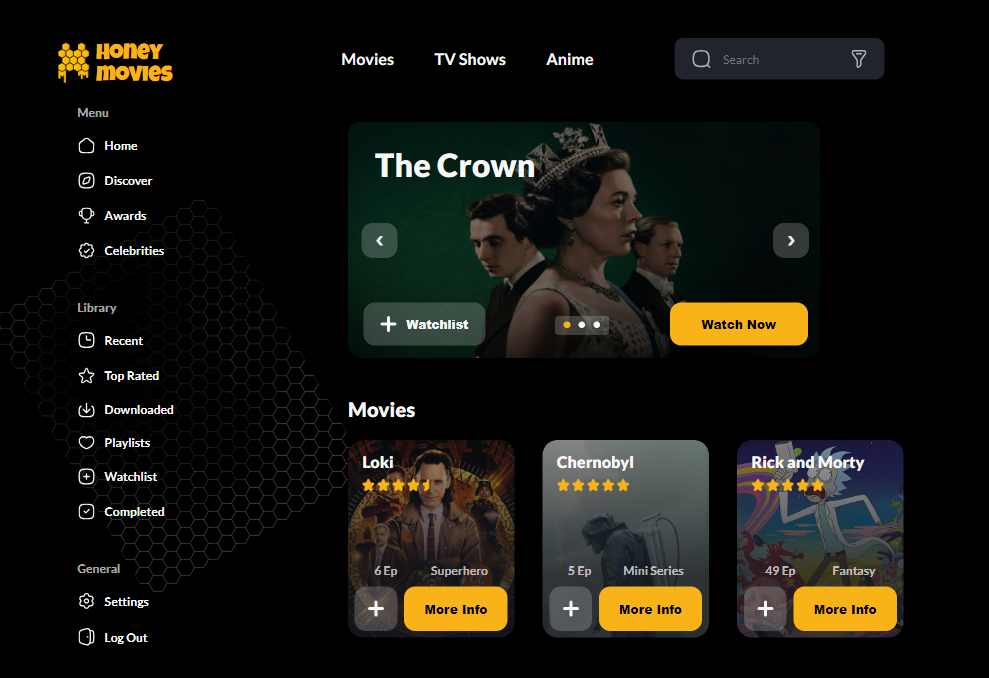 Honey
movies
Movies TV Shows Anime
Search
Menu
Home
Discover
Awards
Celebrities
Library
Recent
Top Rated
Downloaded
Playlists
Watchlist
Completed
General
Settings
Log Out
The Crown
Watchlist
Watch Now
Movies
Loki
6 Ep Superhero
More Info
Chernobyl
5 Ep Mini Series
More Info
Rick and Morty
49 Ep Fantasy
More Info